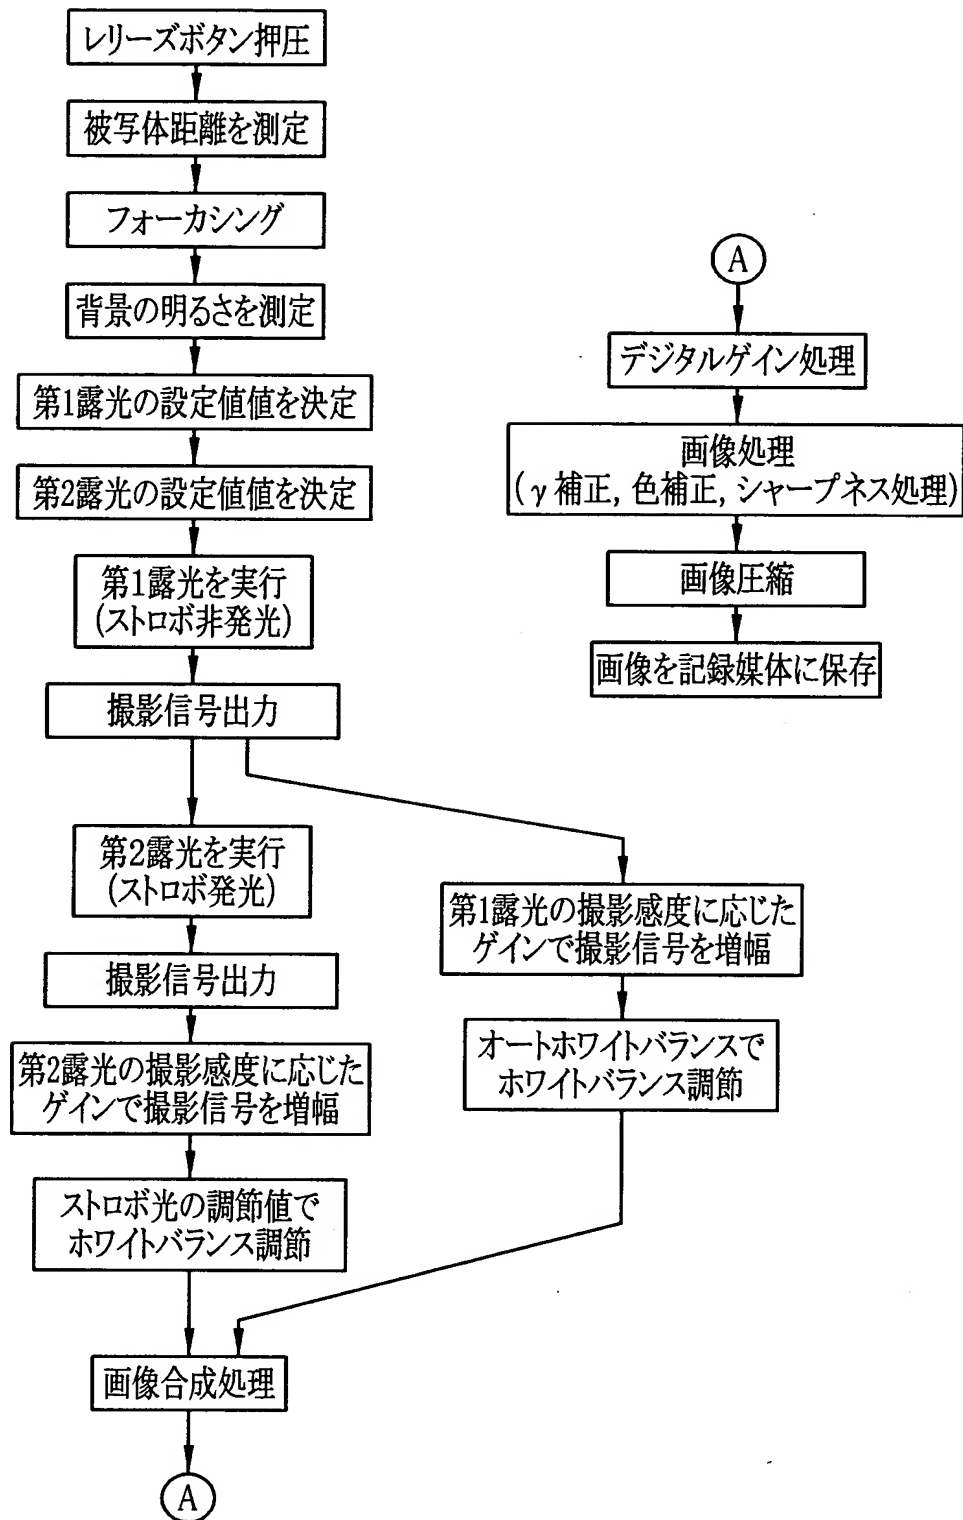 レリーズボタン押圧
被写体距離を測定
フォーカシング
背景の明るさを測定
第1露光の設定値値を決定
第2露光の設定値値を決定
第1露光を実行
(ストロボ非発光)
撮影信号出力
第2露光を実行
(ストロボ発光)
撮影信号出力
第2露光の撮影感度に応じた
ゲインで撮影信号を増幅
ストロボ光の調節値で
ホワイトバランス調節
第1露光の撮影感度に応じた
ゲインで撮影信号を増幅
オートホワイトバランスで
ホワイトバランス調節
画像合成処理
A
A
デジタルゲイン処理
画像処理
(γ補正, 色補正, シャープネス処理)
画像圧縮
画像を記録媒体に保存